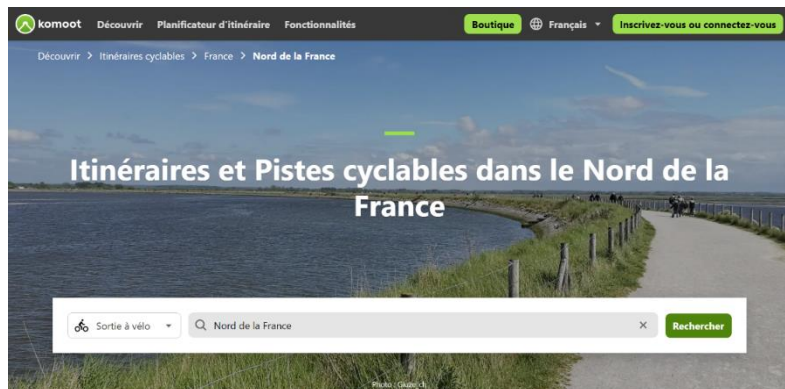 komoot Découvrir Planificateur d'itinéraire Fonctionnalités Boutique Français Inscrivez-vous ou connectez-vous
Découvrir > Itinéraires cyclables > France > Nord de la France
Itinéraires et Pistes cyclables dans le Nord de la
France
Sortie à vélo Nord de la France Rechercher
Photo :